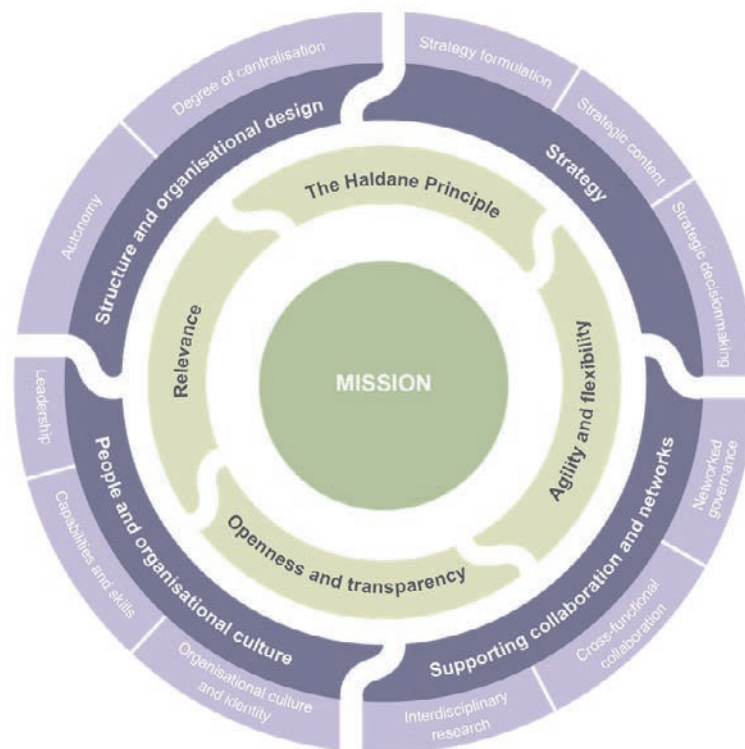 Degree of centralisation
Autonomy
Strategy formulation
Strategic content
Strategic decisionmaking
Structure and organisational design
Strategy
The Haldane Principle
Relevance
Agility and flexibility
MISSION
Openness and transparency
People and organisational culture
Supporting collaboration and networks
Leadership
Capabilities and skills
Organisational culture
and identity
Networked
governance
Cross-functional
collaboration
Interdisciplinary
research